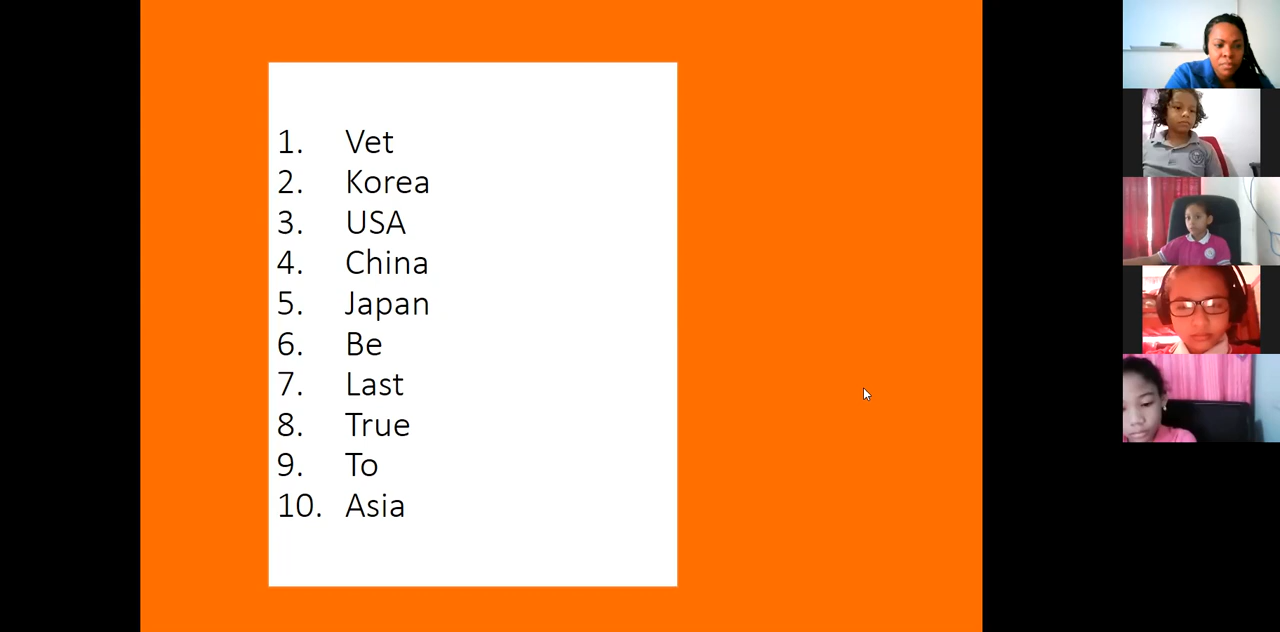 1. Vet
2. Korea
3. USA
4. China
5. Japan
6. Be
7. Last
8. True
9. To
10. Asia